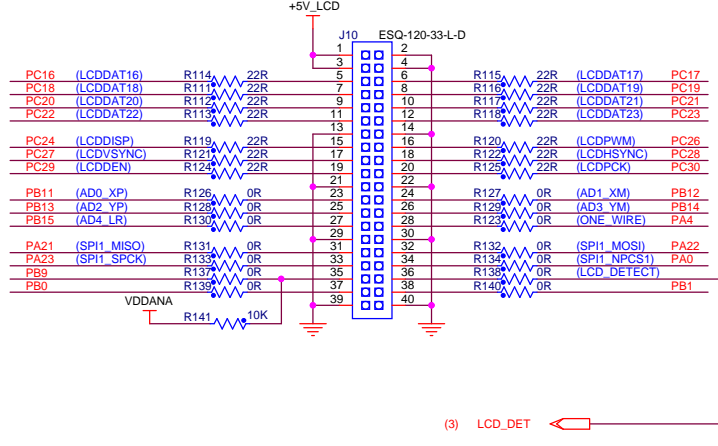 +5V_LCD
J10 ESQ-120-33-L-D
1 2
3 4
PC16 (LCDDAT16) R114 22R 5 6 R115 22R (LCDDAT17) PC17
PC18 (LCDDAT18) R111 22R 7 8 R116 22R (LCDDAT19) PC19
PC20 (LCDDAT20) R112 22R 9 10 R117 22R (LCDDAT21) PC21
PC22 (LCDDAT22) R113 22R 11 12 R118 22R (LCDDAT23) PC23
13 14
PC24 (LCDDISP) R119 22R 15 16 R120 22R (LCDPWM) PC26
PC27 (LCDVSYNC) R121 22R 17 18 R122 22R (LCDHSYNC) PC28
PC29 (LCDDEN) R124 22R 19 20 R125 22R (LCDPCK) PC30
21 22
PB11 (AD0_XP) R126 0R 23 24 R127 0R (AD1_XM) PB12
PB13 (AD2_YP) R128 0R 25 26 R129 0R (AD3_YM) PB14
PB15 (AD4_LR) R130 0R 27 28 R123 0R (ONE_WIRE) PA4
29 30
PA21 (SPI1_MISO) R131 0R 31 32 R132 0R (SPI1_MOSI) PA22
PA23 (SPI1_SPCK) R133 0R 33 34 R134 0R (SPI1_NPCS1) PA0
PB9 R137 0R 35 36 R138 0R (LCD_DETECT)
PB0 R139 0R 37 38 R140 0R PB1
VDDANA 39 40
R141 10K
(3) LCD_DET